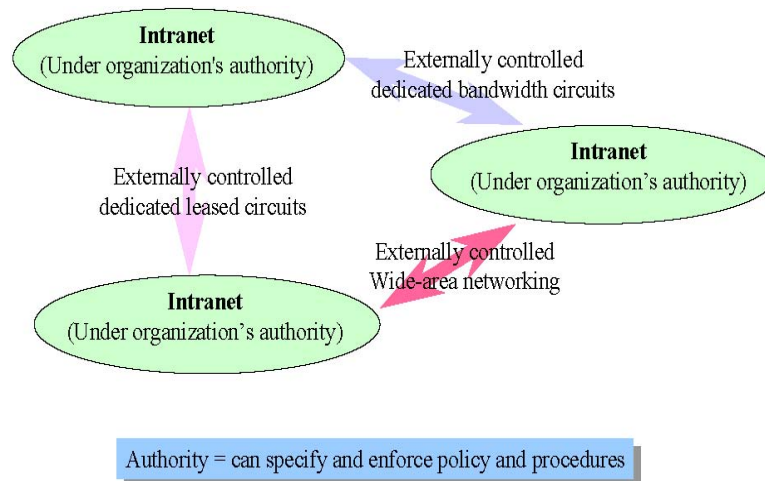 Intranet
(Under organization's authority)
Externally controlled
dedicated bandwidth circuits
Intranet
(Under organization’s authority)
Externally controlled
dedicated leased circuits
Externally controlled
Wide-area networking
Intranet
(Under organization’s authority)
Authority = can specify and enforce policy and procedures